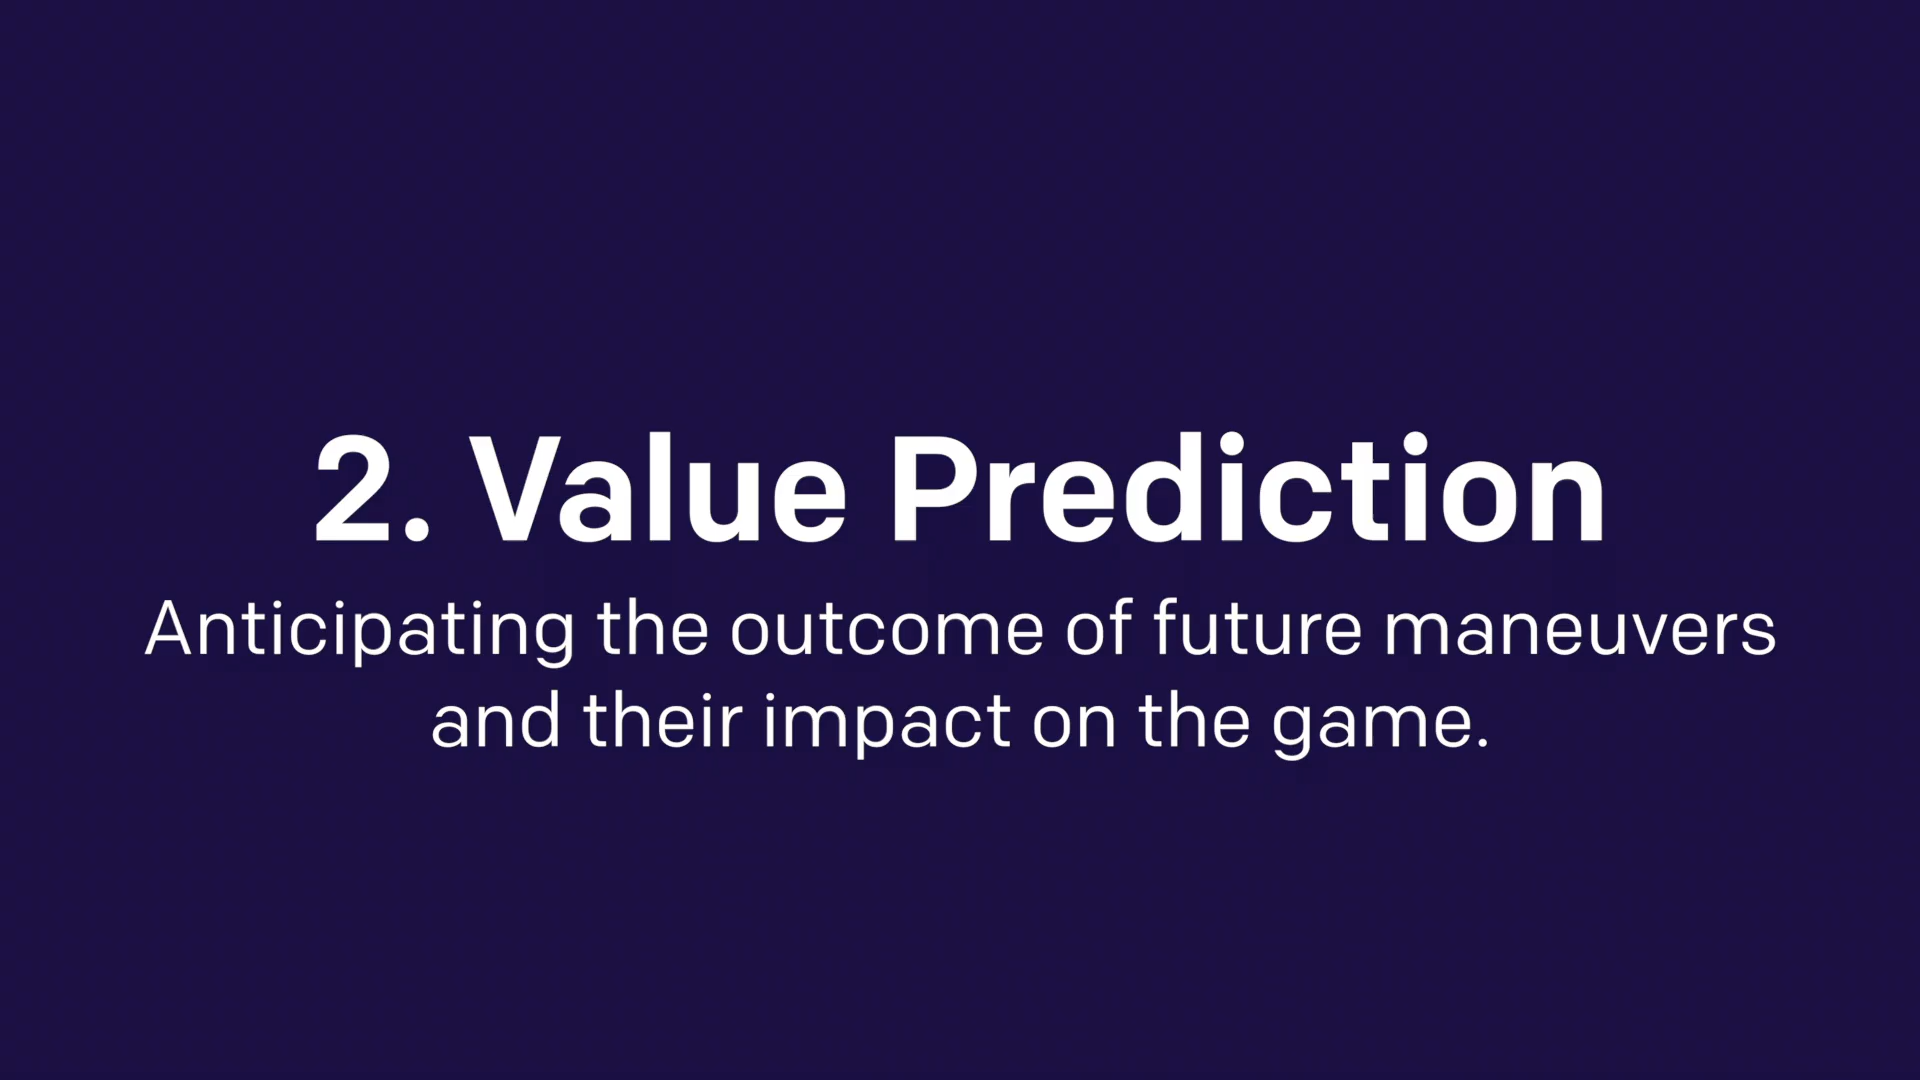 2. Value Prediction
Anticipating the outcome of future maneuvers
and their impact on the game.